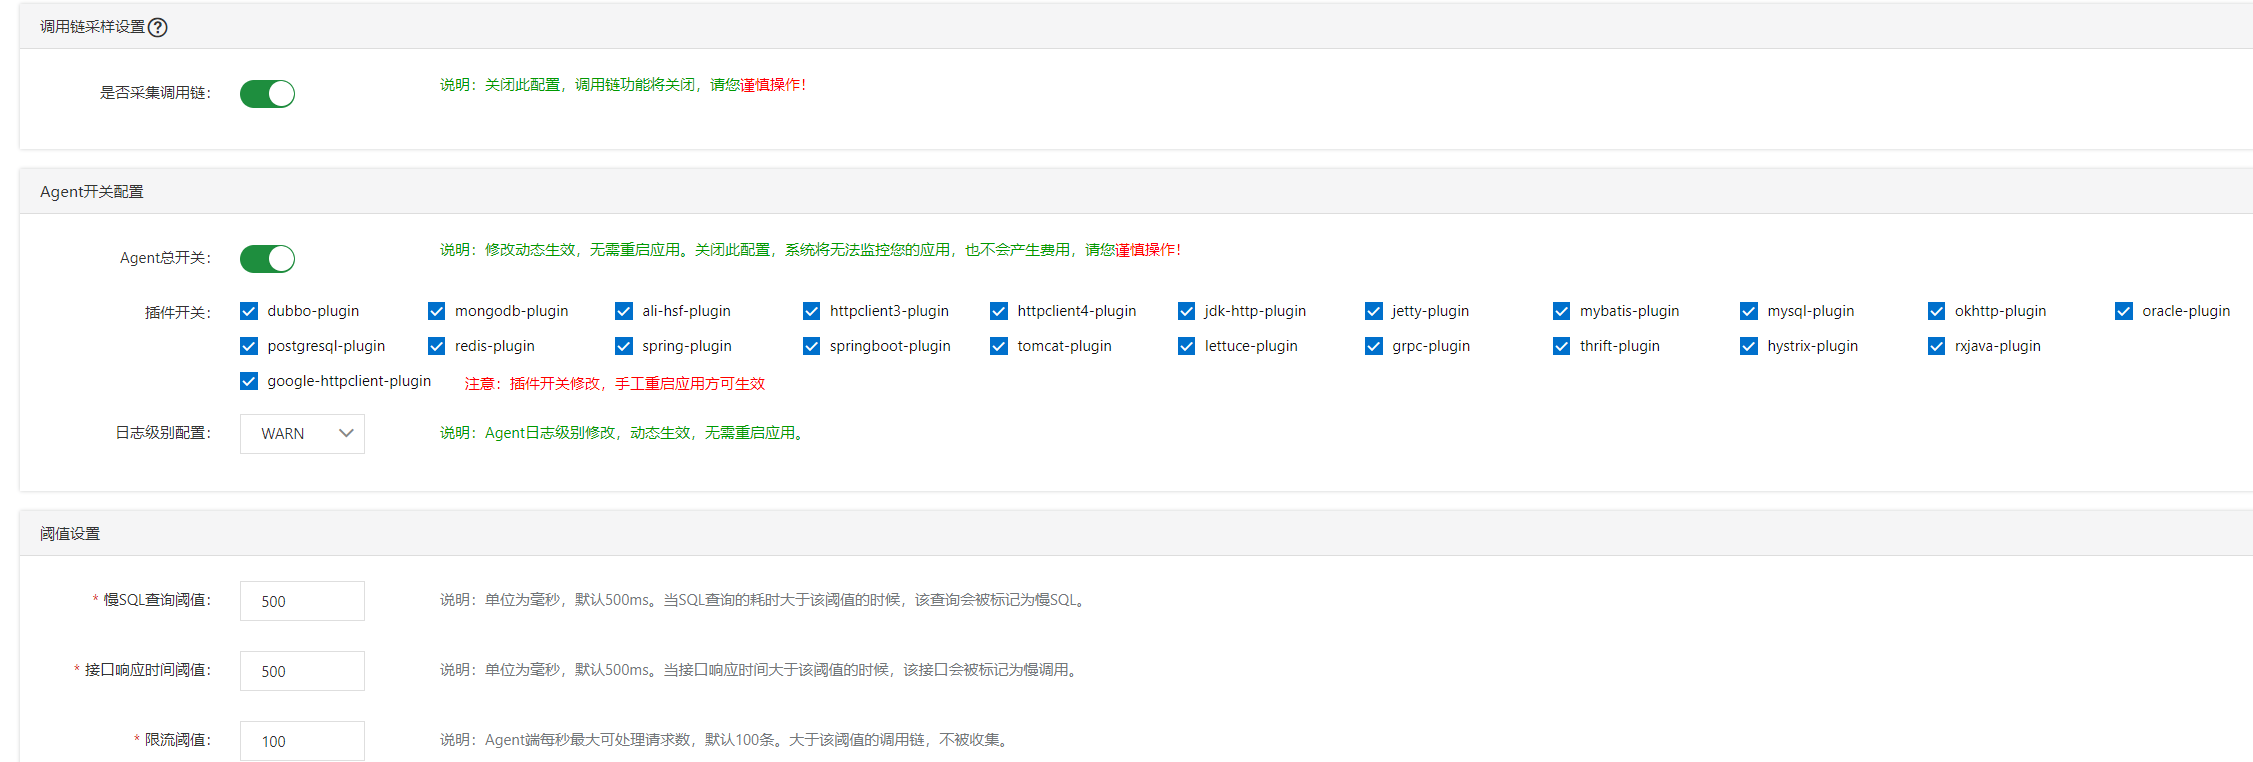 调用链采样设置
是否采集调用链：
说明：关闭此配置，调用链功能将关闭，请您谨慎操作！
Agent开关配置
Agent总开关：
说明：修改动态生效，无需重启应用。关闭此配置，系统将无法监控您的应用，也不会产生费用，请您谨慎操作！
插件开关： dubbo-plugin mongodb-plugin ali-hsf-plugin httpclient3-plugin httpclient4-plugin jdk-http-plugin jetty-plugin mybatis-plugin mysql-plugin okhttp-plugin oracle-plugin
postgresql-plugin redis-plugin spring-plugin springboot-plugin tomcat-plugin lettuce-plugin grpc-plugin thrift-plugin hystrix-plugin rxjava-plugin
google-httpclient-plugin 注意：插件开关修改，手工重启应用方可生效
日志级别配置： WARN 说明：Agent日志级别修改，动态生效，无需重启应用。
阈值设置
* 慢SQL查询阈值： 500 说明：单位为毫秒，默认500ms。当SQL查询的耗时大于该阈值的时候，该查询会被标记为慢SQL。
* 接口响应时间阈值： 500 说明：单位为毫秒，默认500ms。当接口响应时间大于该阈值的时候，该接口会被标记为慢调用。
* 限流阈值： 100 说明：Agent端每秒最大可处理请求数，默认100条。大于该阈值的调用链，不被收集。